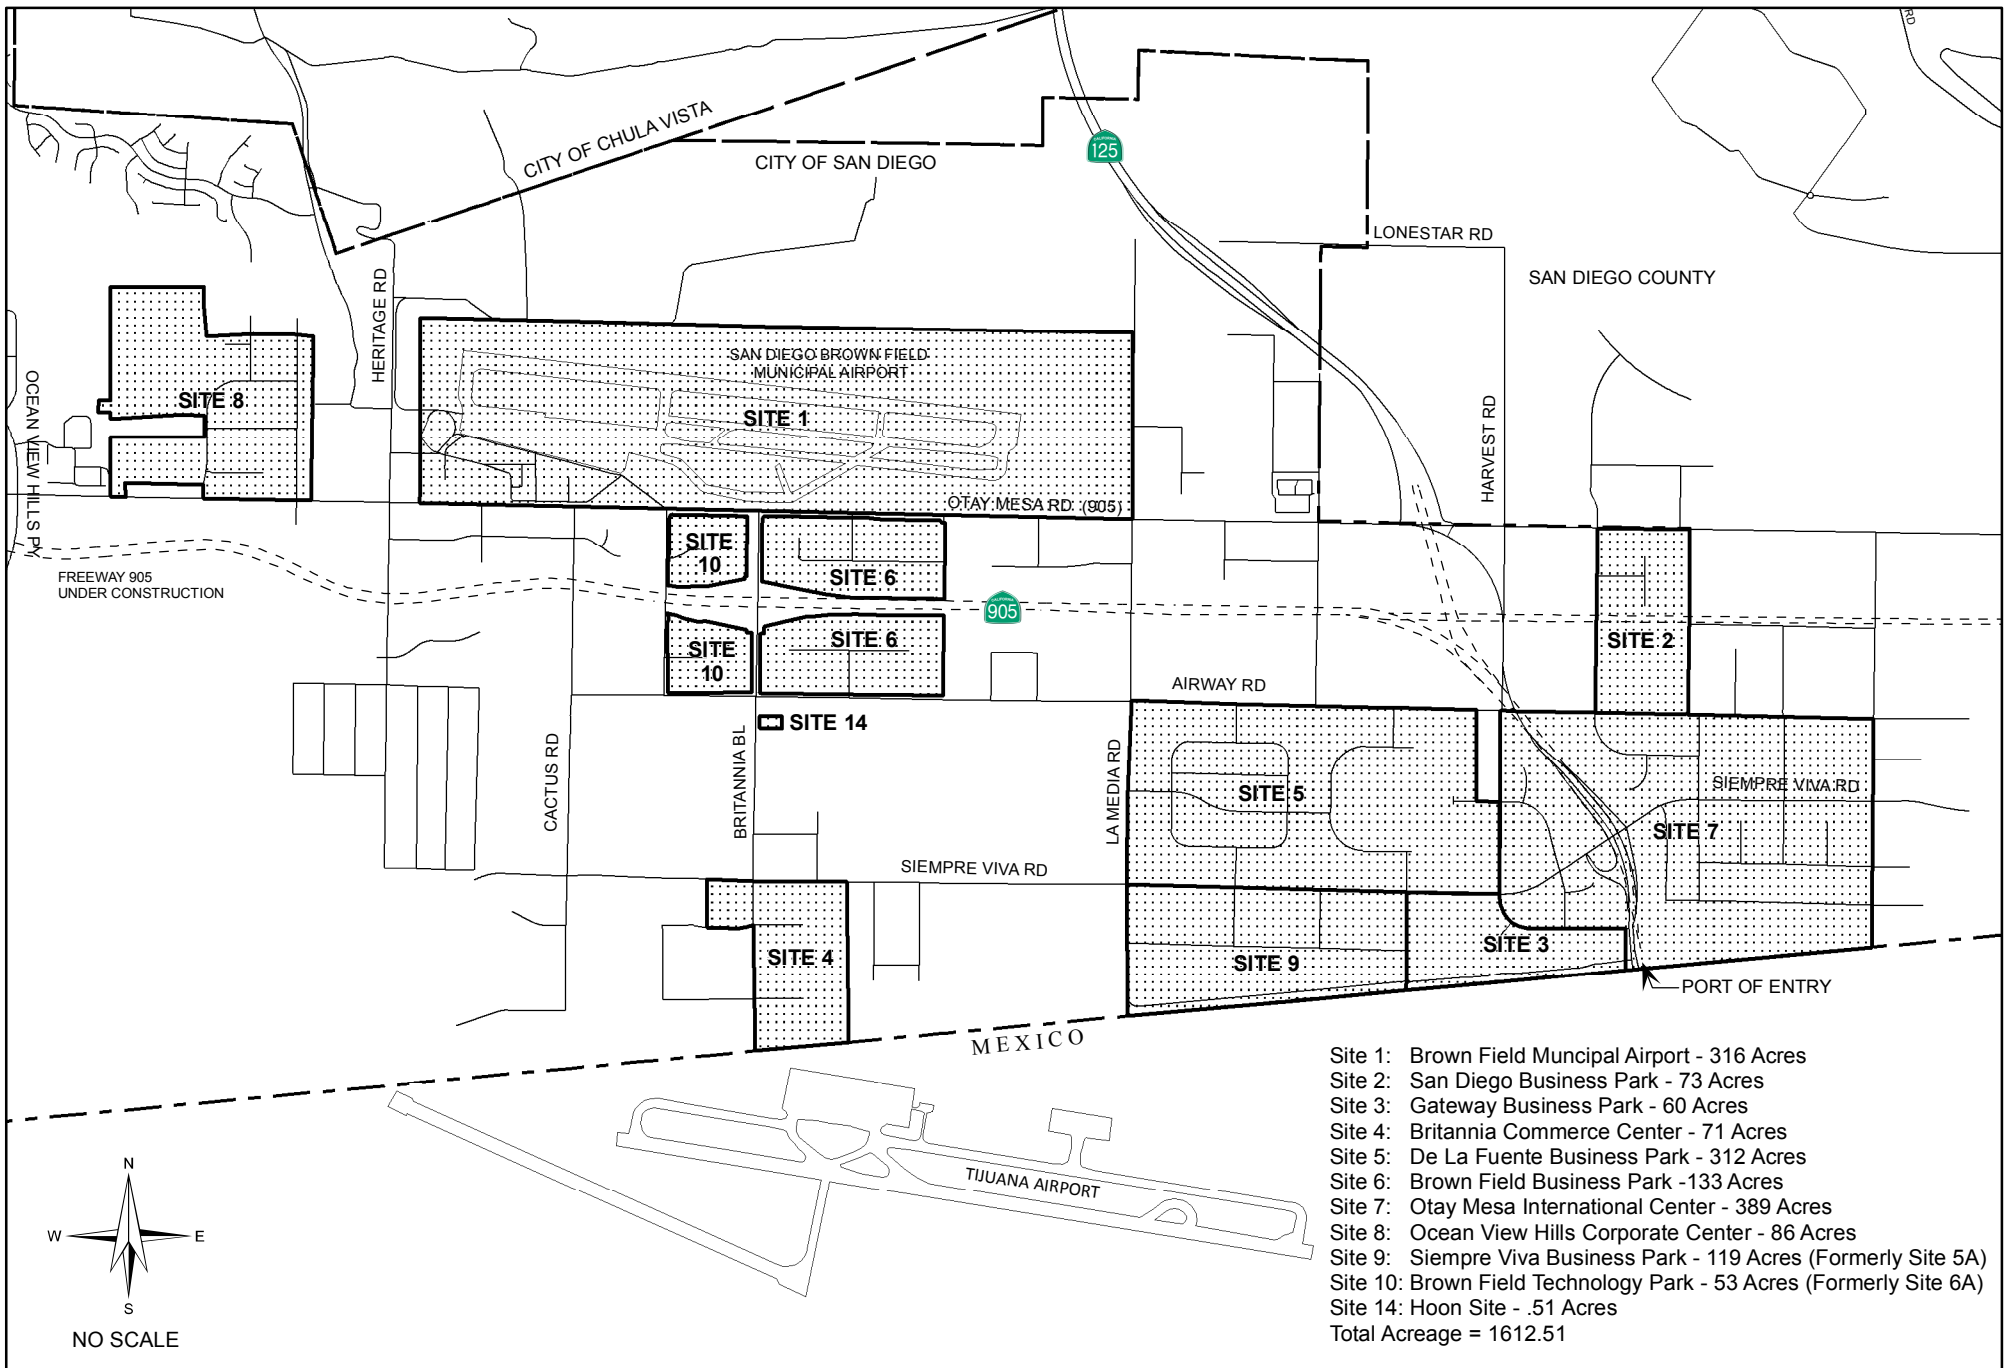 RD
CITY OF CHULA VISTA
CITY OF SAN DIEGO
CALIFORNIA
125
LONESTAR RD
SAN DIEGO COUNTY
HERITAGE RD
OCEAN VIEW HILLS PY
SITE 8
SAN DIEGO BROWN FIELD
MUNICIPAL AIRPORT
SITE 1
HARVEST RD
OTAY MESA RD (905)
SITE
10
SITE 6
FREEWAY 905
UNDER CONSTRUCTION
CALIFORNIA
905
SITE
10
SITE 6
SITE 2
AIRWAY RD
SITE 14
CACTUS RD
BRITANNIA BL
LA MEDIA RD
SITE 5
SIEMPRE VIVA RD
SITE 7
SIEMPRE VIVA RD
SITE 4
SITE 9
SITE 3
PORT OF ENTRY
MEXICO
TIJUANA AIRPORT
N
W
E
S
NO SCALE
Site 1: Brown Field Muncipal Airport - 316 Acres
Site 2: San Diego Business Park - 73 Acres
Site 3: Gateway Business Park - 60 Acres
Site 4: Britannia Commerce Center - 71 Acres
Site 5: De La Fuente Business Park - 312 Acres
Site 6: Brown Field Business Park -133 Acres
Site 7: Otay Mesa International Center - 389 Acres
Site 8: Ocean View Hills Corporate Center - 86 Acres
Site 9: Siempre Viva Business Park - 119 Acres (Formerly Site 5A)
Site 10: Brown Field Technology Park - 53 Acres (Formerly Site 6A)
Site 14: Hoon Site - .51 Acres
Total Acreage = 1612.51